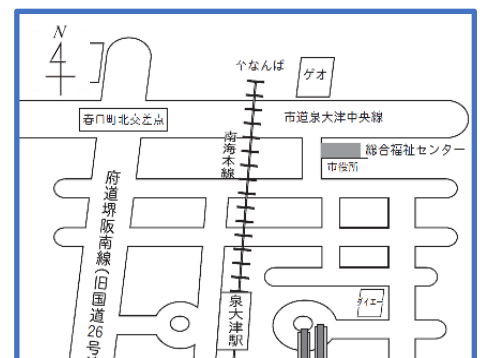 N
个なんば
ゲオ
春日町北交差点
市道泉大津中央線
南海本線
総合福祉センター
市役所
府道堺阪南線(旧国道26号
ダイエー
泉大津駅